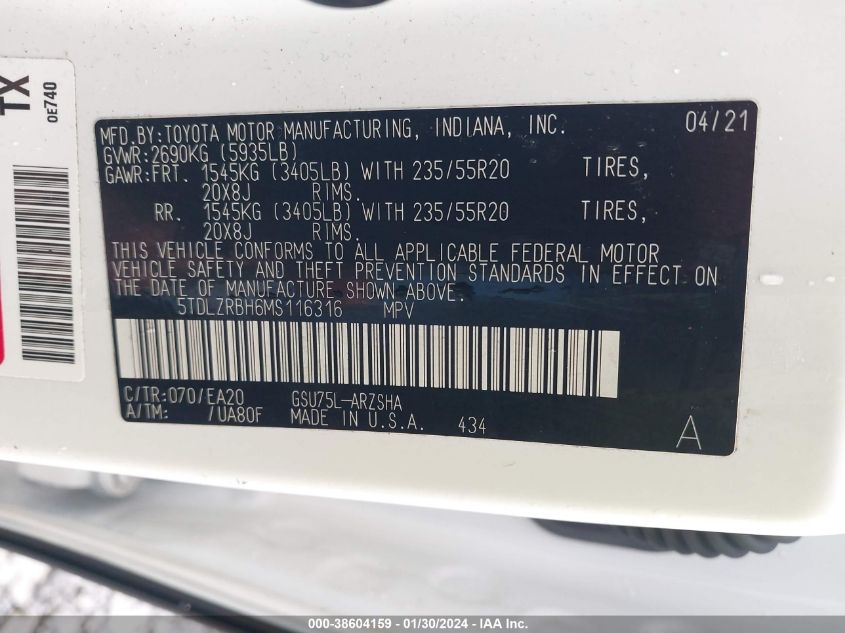 TX
0E740
MFD.BY:TOYOTA MOTOR MANUFACTURING, INDIANA, INC. 04/21
GVWR:2690KG (5935LB)
GAWR:FRT. 1545KG (3405LB) WITH 235/55R20 TIRES,
20X8J RIMS.
RR. 1545KG (3405LB) WITH 235/55R20 TIRES,
20X8J RIMS.
THIS VEHICLE CONFORMS TO ALL APPLICABLE FEDERAL MOTOR
VEHICLE SAFETY AND THEFT PREVENTION STANDARDS IN EFFECT ON
THE DATE OF MANUFACTURE SHOWN ABOVE.
5TDLZRBH6MS116316 MPV
C/TR:070/EA20 GSU75L-ARZSHA
A/TM: /UA80F MADE IN U.S.A. 434
A
000-38604159 — 01/30/2024 - IAA Inc.